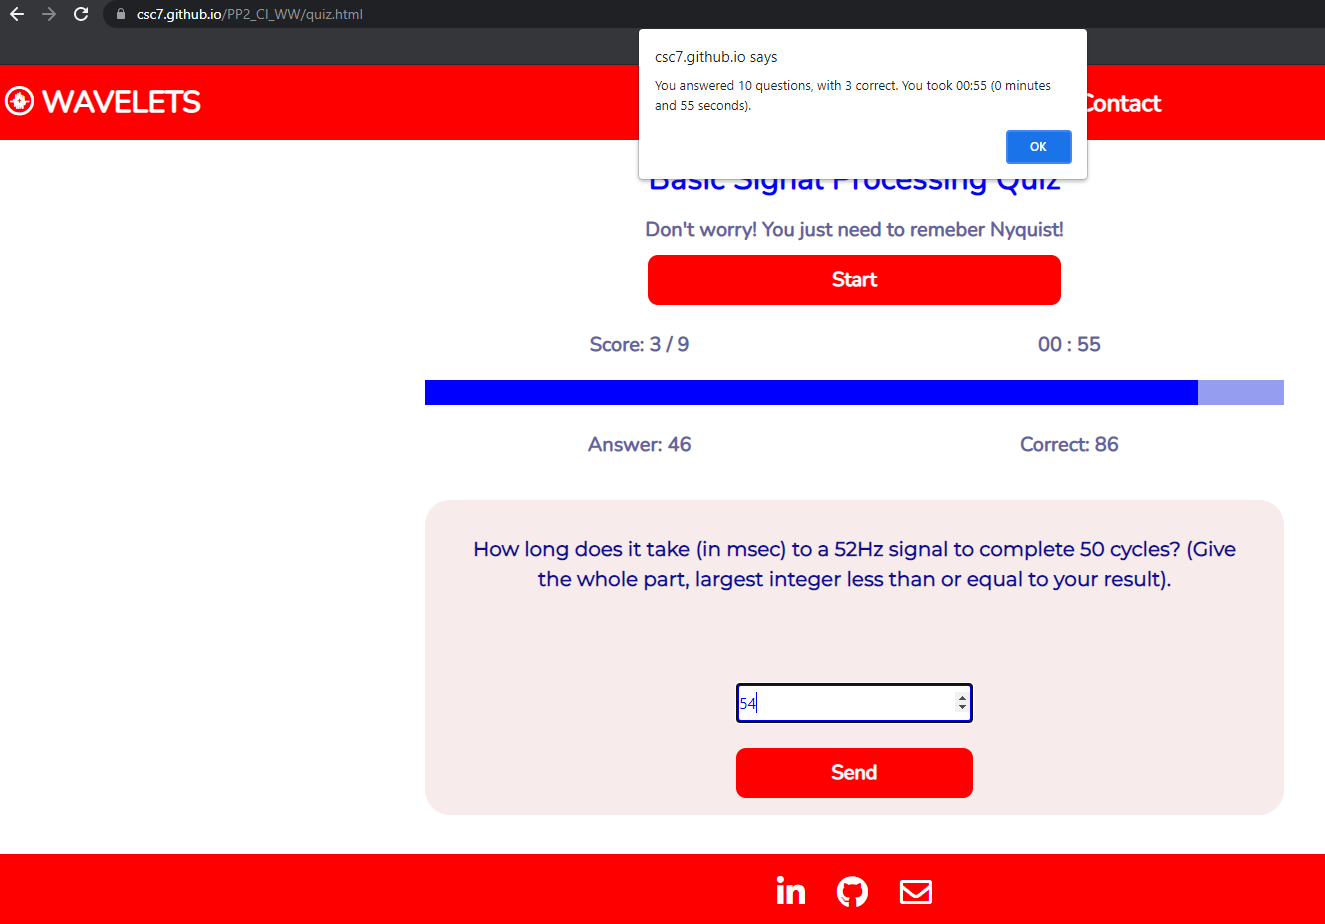 csc7.github.io/PP2_CI_WW/quiz.html
csc7.github.io says
You answered 10 questions, with 3 correct. You took 00:55 (0 minutes
and 55 seconds).
OK
WAVELETS
Contact
Basic Signal Processing Quiz
Don't worry! You just need to remeber Nyquist!
Start
Score: 3 / 9
00 : 55
Answer: 46
Correct: 86
How long does it take (in msec) to a 52Hz signal to complete 50 cycles? (Give
the whole part, largest integer less than or equal to your result).
54
Send